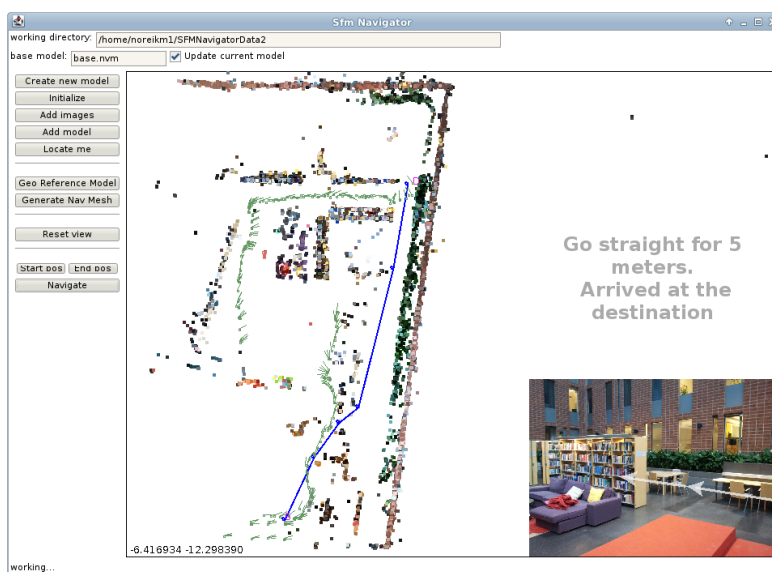 Sfm Navigator
working directory: /home/noreikm1/SFMNavigatorData2
base model: base.nvm Update current model
Create new model
Initialize
Add images
Add model
Locate me
Geo Reference Model
Generate Nav Mesh
Reset view
Start pos End pos
Navigate
Go straight for 5
meters.
Arrived at the
destination
-6.416934 -12.298390
working...